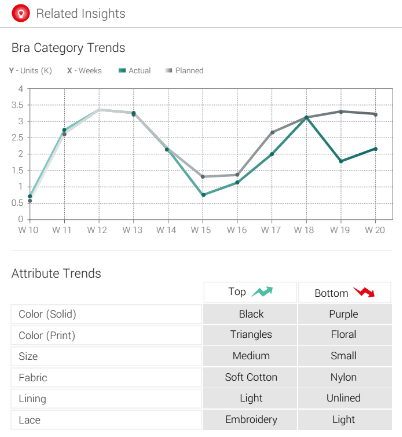 Related Insights
Bra Category Trends
Y - Units (K) X - Weeks Actual Planned
4
3.5
3
2.5
2
1.5
1
0.5
0
W 10 W 11 W 12 W 13 W 14 W 15 W 16 W 17 W 18 W 19 W 20
Attribute Trends
Top Bottom
Color (Solid) Black Purple
Color (Print) Triangles Floral
Size Medium Small
Fabric Soft Cotton Nylon
Lining Light Unlined
Lace Embroidery Light